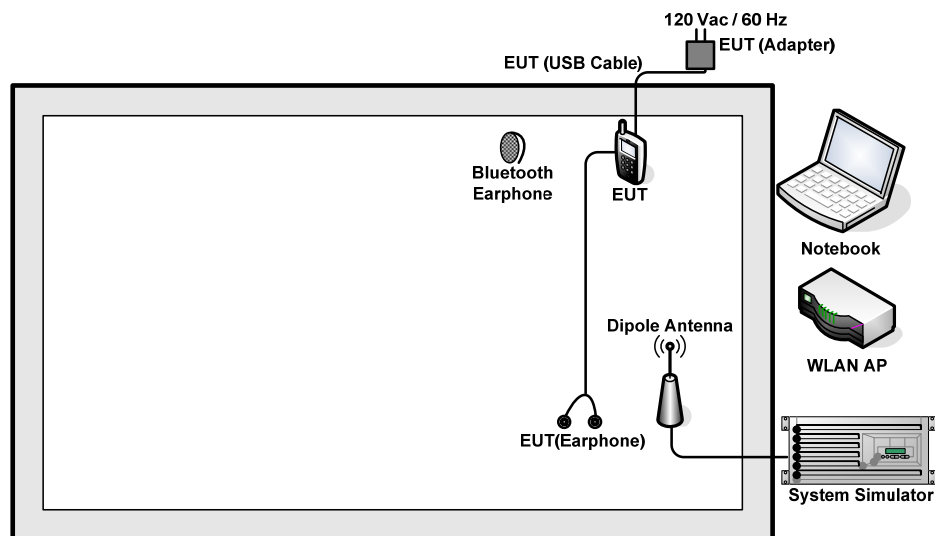 120 Vac / 60 Hz
EUT (Adapter)
EUT (USB Cable)
Bluetooth
Earphone
EUT
Notebook
Dipole Antenna
WLAN AP
EUT(Earphone)
System Simulator